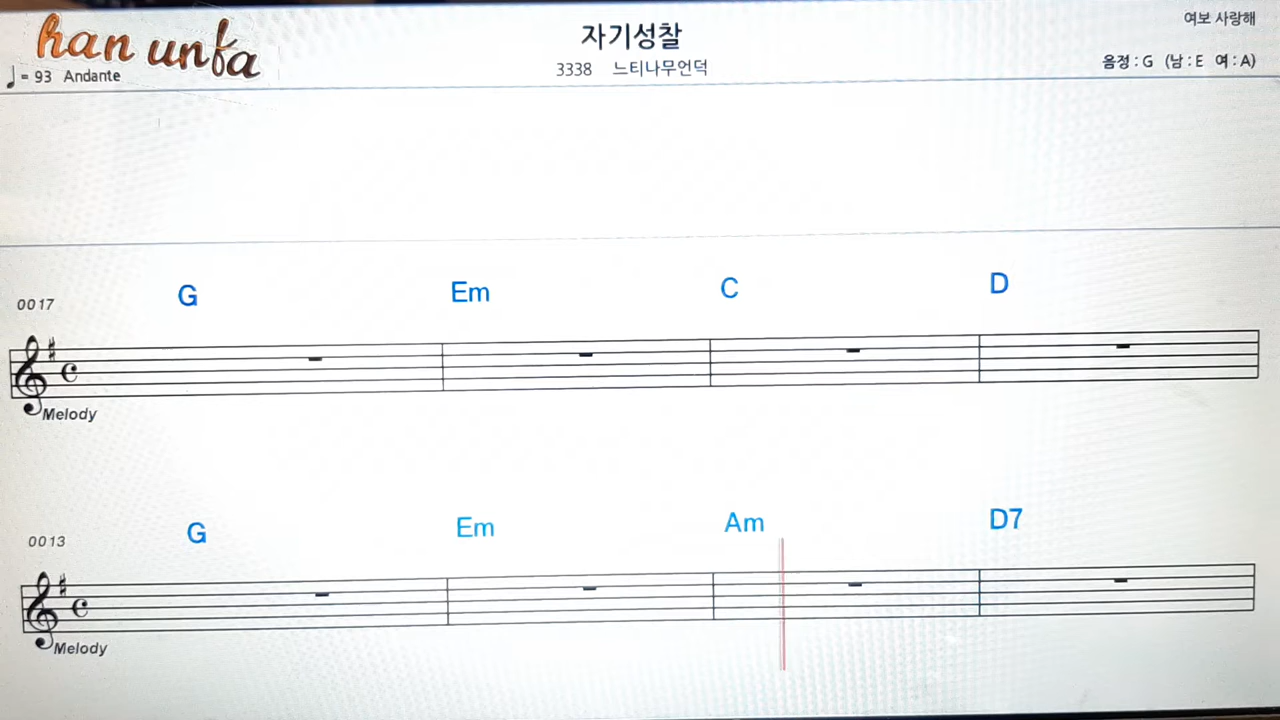 han unfa
♩ = 93 Andante
자기성찰
3338 느티나무언덕
여보 사랑해
음정 : G (남 : E 여 : A)
0017
G Em C D
Melody
0013
G Em Am D7
Melody